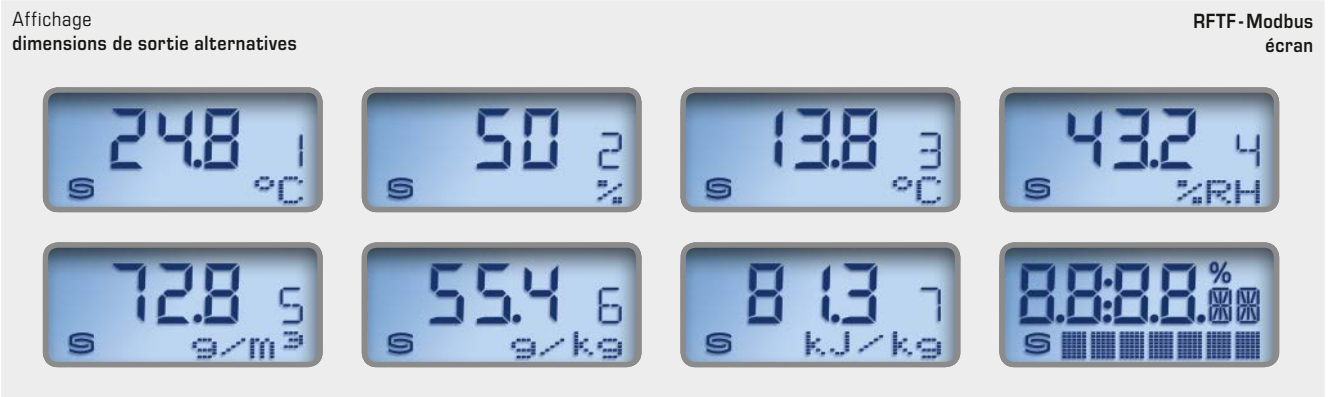 Affichage
dimensions de sortie alternatives
RFTF-Modbus
écran
24.8 1
°C
50 2
%
13.8 3
°C
43.2 4
%RH
72.8 5
g/m³
55.4 6
g/kg
81.3 7
kJ/kg
8.8:8.8.%